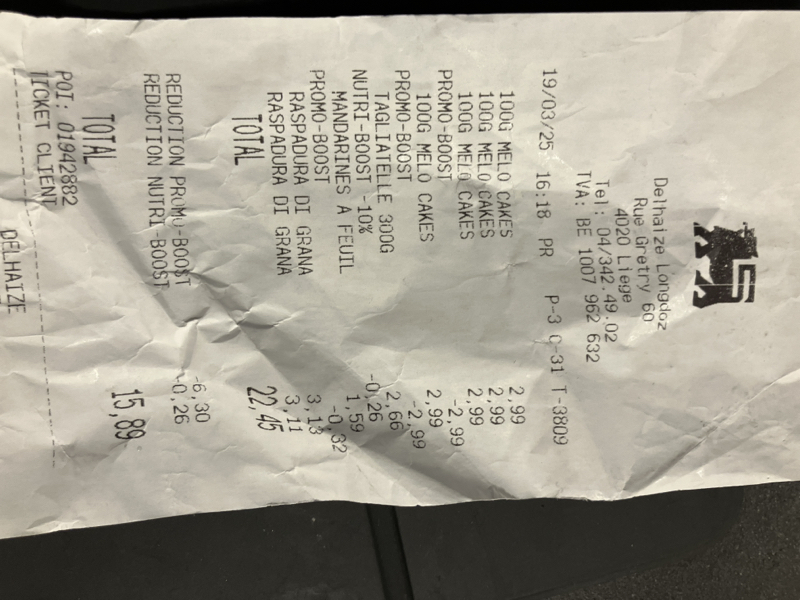 Delhaize Longdoz
Rue Gretry 60
4020 Liege
Tel: 04/342.49.02
TVA: BE 1007 962 632
19/03/25 16:18 PR P-3 C-31 T-3809
100G MELO CAKES 2,99
100G MELO CAKES 2,99
100G MELO CAKES 2,99
PROMO-BOOST -2,99
100G MELO CAKES 2,99
PROMO-BOOST -2,99
TAGLIATELLE 300G 2,66
NUTRI-BOOST -10% -0,26
MANDARINES A FEUIL 1,59
PROMO-BOOST -0,32
RASPADURA DI GRANA 3,13
RASPADURA DI GRANA 3,11
TOTAL 22,45
REDUCTION PROMO-BOOST -6,30
REDUCTION NUTRI-BOOST -0,26
TOTAL 15,89
POI: 01942882
TICKET CLIENT
DELHAIZE